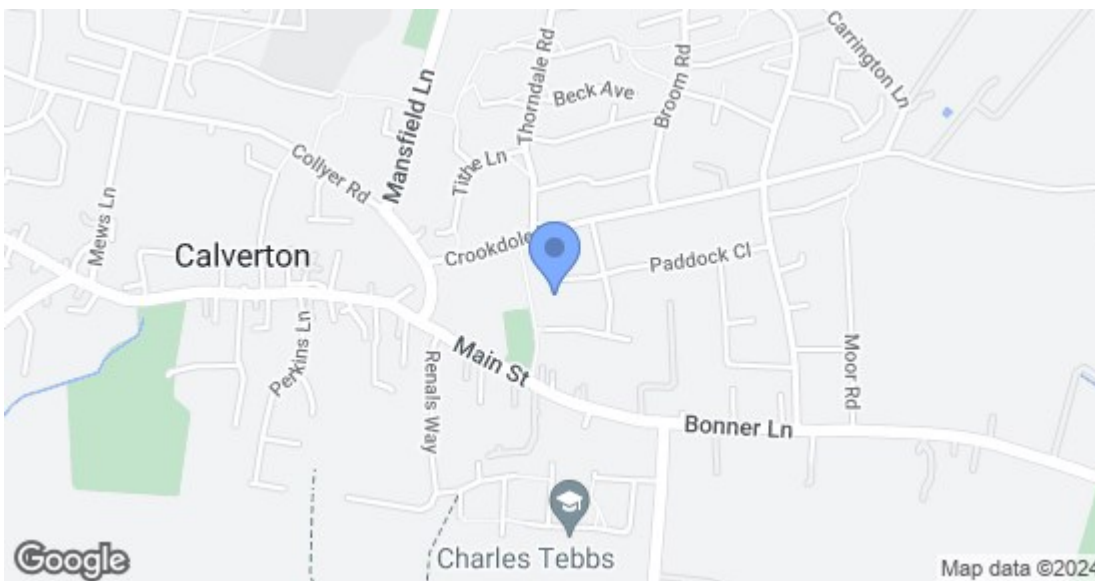 Mansfield Ln
Thorndale Rd
Beck Ave
Broom Rd
Carrington Ln
Collyer Rd
Tithe Ln
Mews Ln
Calverton
Paddock Cl
Perkins Ln
Main St
Renals Way
Moor Rd
Bonner Ln
Charles Tebbs
Google
Map data ©2024